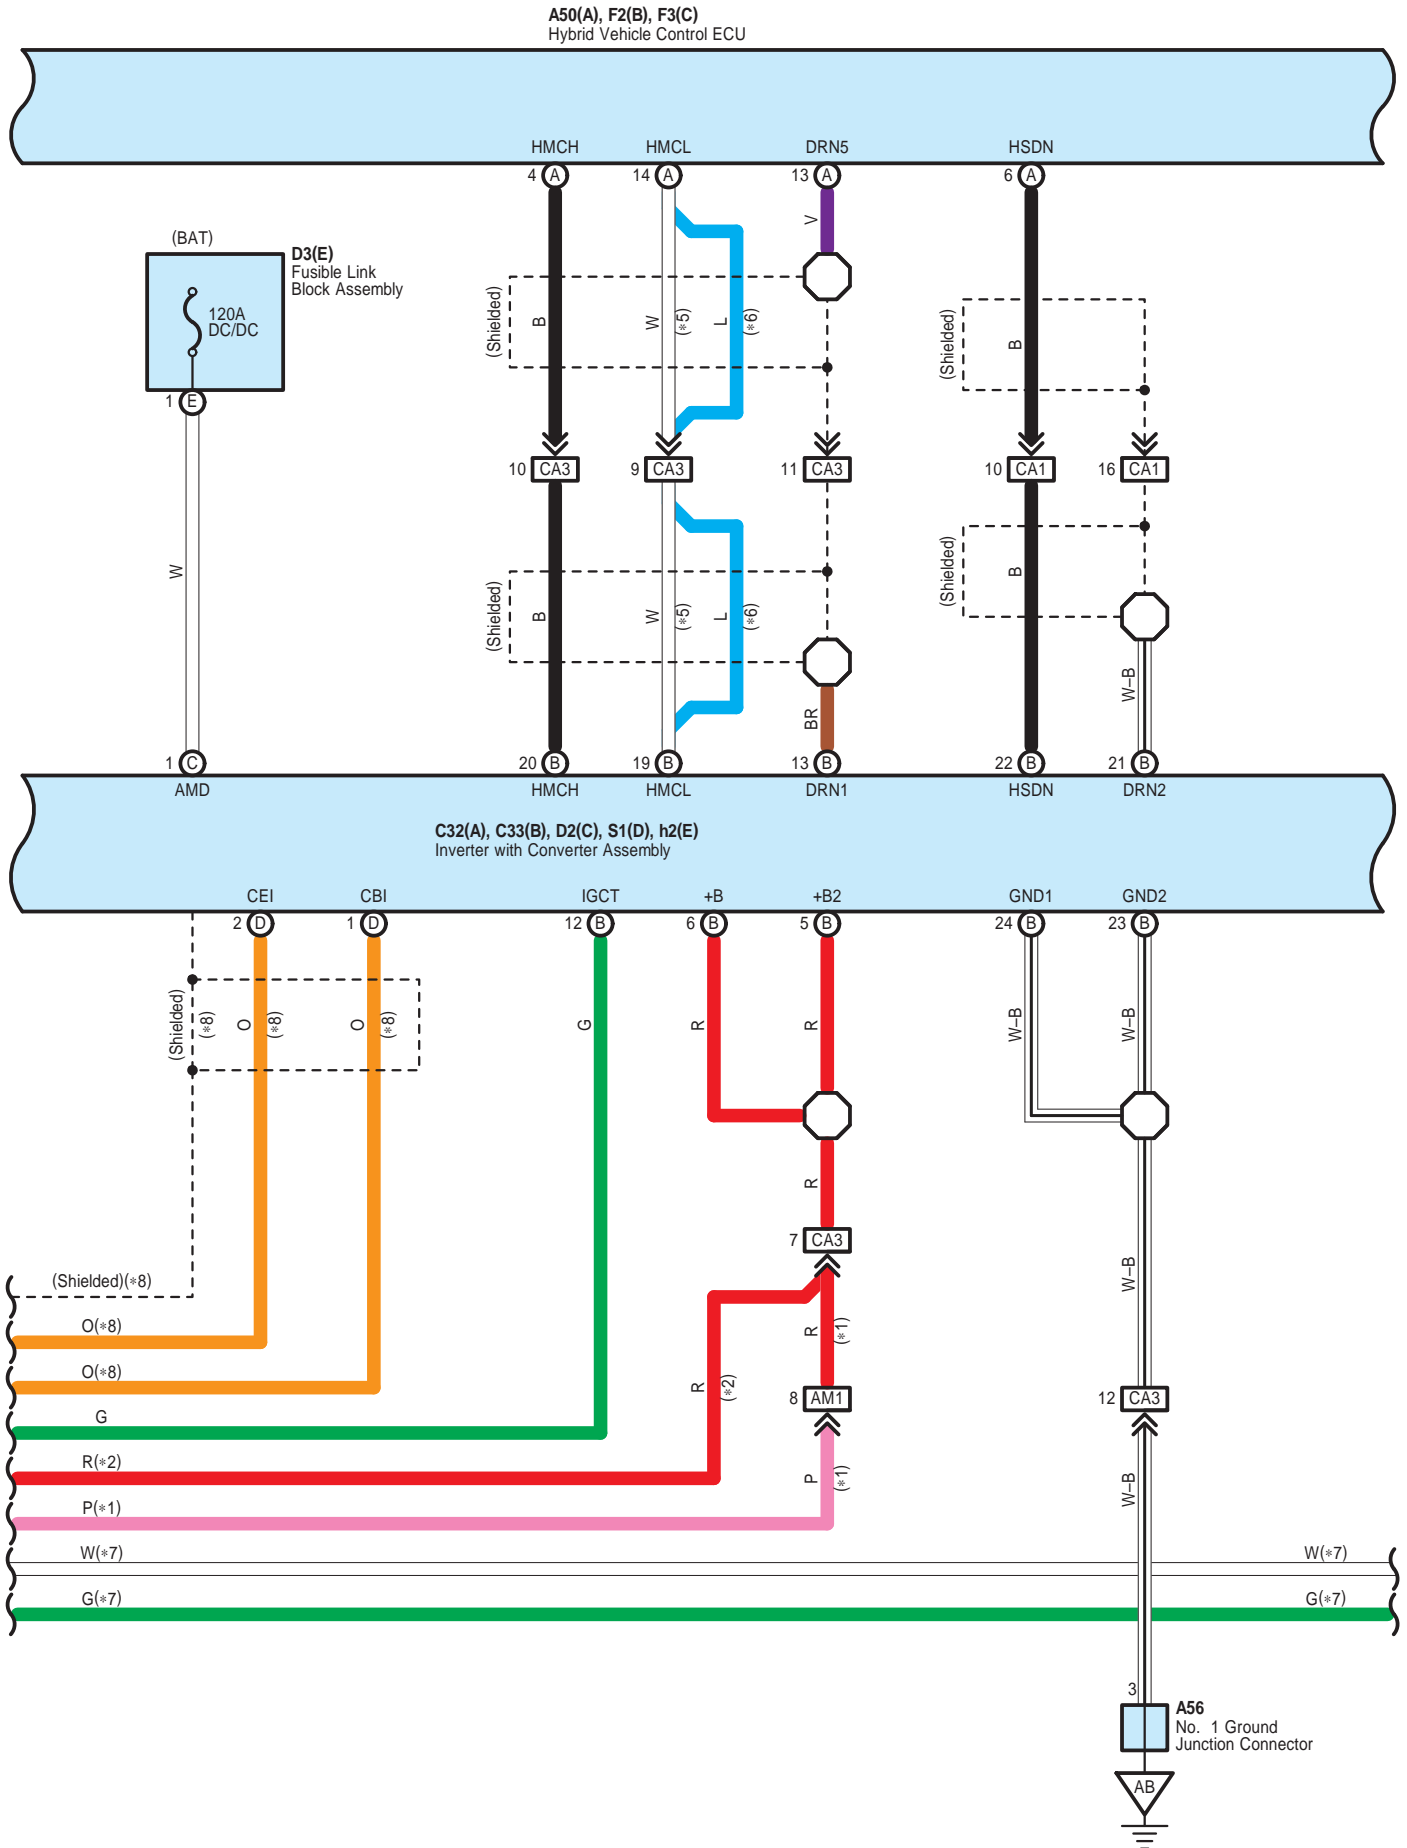 A50(A), F2(B), F3(C)
Hybrid Vehicle Control ECU
HMCH HMCL DRN5 HSDN
4 A 14 A 13 A 6 A
V
(BAT)
D3(E)
Fusible Link
Block Assembly
120A
DC/DC
1 E
(Shielded) B W (∗5) L (∗6) (Shielded) B
10 CA3 9 CA3 11 CA3 10 CA1 16 CA1
W
(Shielded) B W (∗5) L (∗6) (Shielded) B
BR W–B
1 C 20 B 19 B 13 B 22 B 21 B
AMD HMCH HMCL DRN1 HSDN DRN2
C32(A), C33(B), D2(C), S1(D), h2(E)
Inverter with Converter Assembly
CEI CBI IGCT +B +B2 GND1 GND2
2 D 1 D 12 B 6 B 5 B 24 B 23 B
(Shielded) (∗8) O (∗8) O (∗8) G R R W–B W–B
R
7 CA3
(Shielded)(∗8)
W–B
O(∗8)
R (∗1)
O(∗8)
R (∗2)
8 AM1 12 CA3
G
R(∗2)
P (∗1) W–B
P(∗1)
W(∗7) W(∗7)
G(∗7) G(∗7)
3
A56
No. 1 Ground
Junction Connector
AB